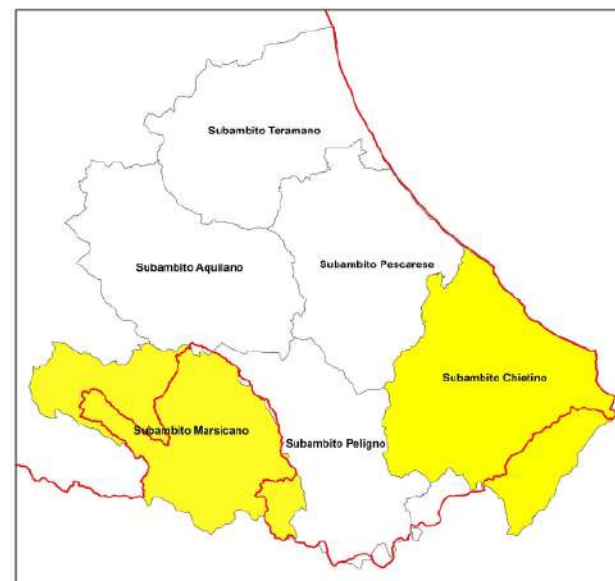 Subambito Teramano
Subambito Aquilano
Subambito Pescarese
Subambito Chietino
Subambito Marsicano
Subambito Peligno